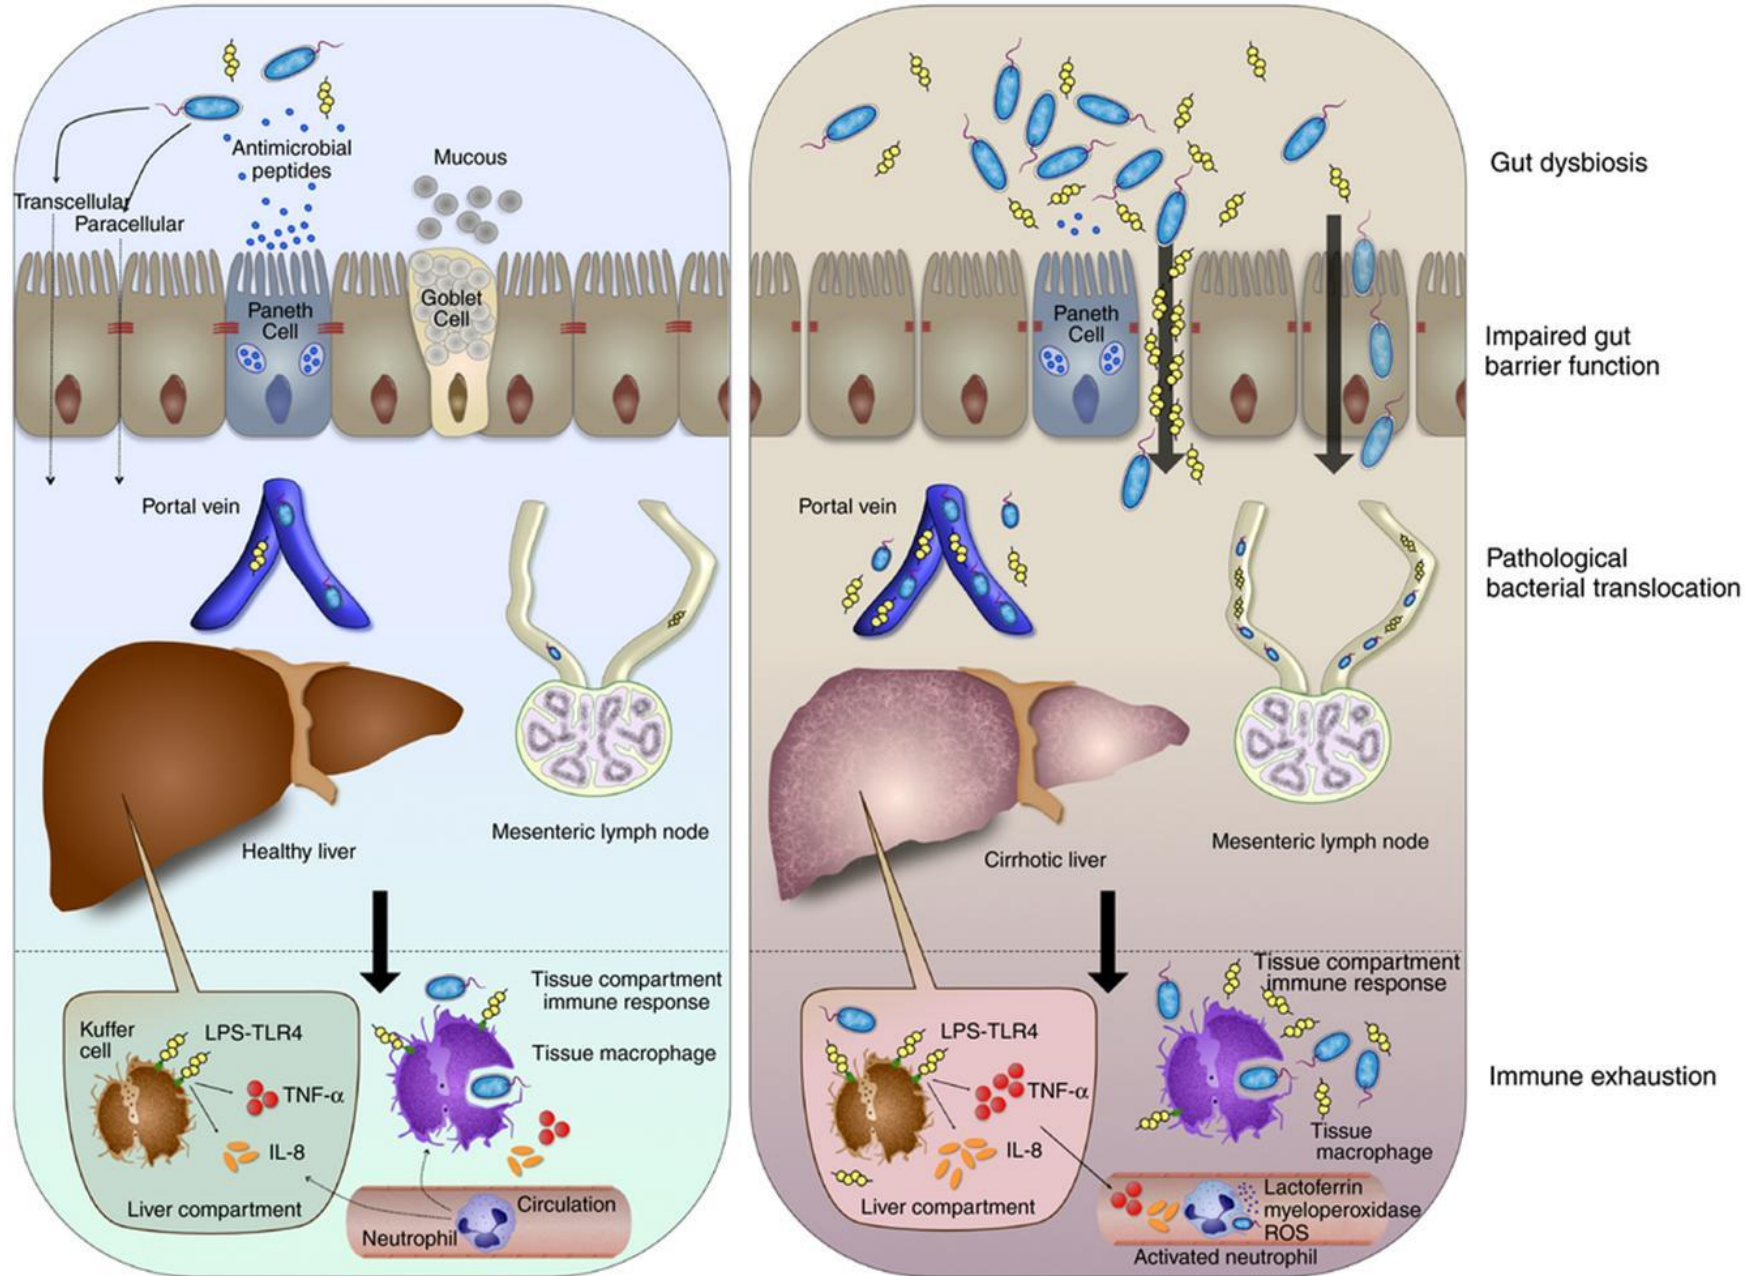 Antimicrobial
peptides
Mucous
Transcellular
Paracellular
Paneth
Cell
Goblet
Cell
Portal vein
Healthy liver
Mesenteric lymph node
Kuffer
cell
LPS-TLR4
TNF-α
IL-8
Liver compartment
Tissue compartment
immune response
Tissue macrophage
Circulation
Neutrophil
Paneth
Cell
Portal vein
Cirrhotic liver
Mesenteric lymph node
LPS-TLR4
TNF-α
IL-8
Liver compartment
Tissue compartment
immune response
Tissue
macrophage
Lactoferrin
myeloperoxidase
ROS
Activated neutrophil
Gut dysbiosis
Impaired gut
barrier function
Pathological
bacterial translocation
Immune exhaustion